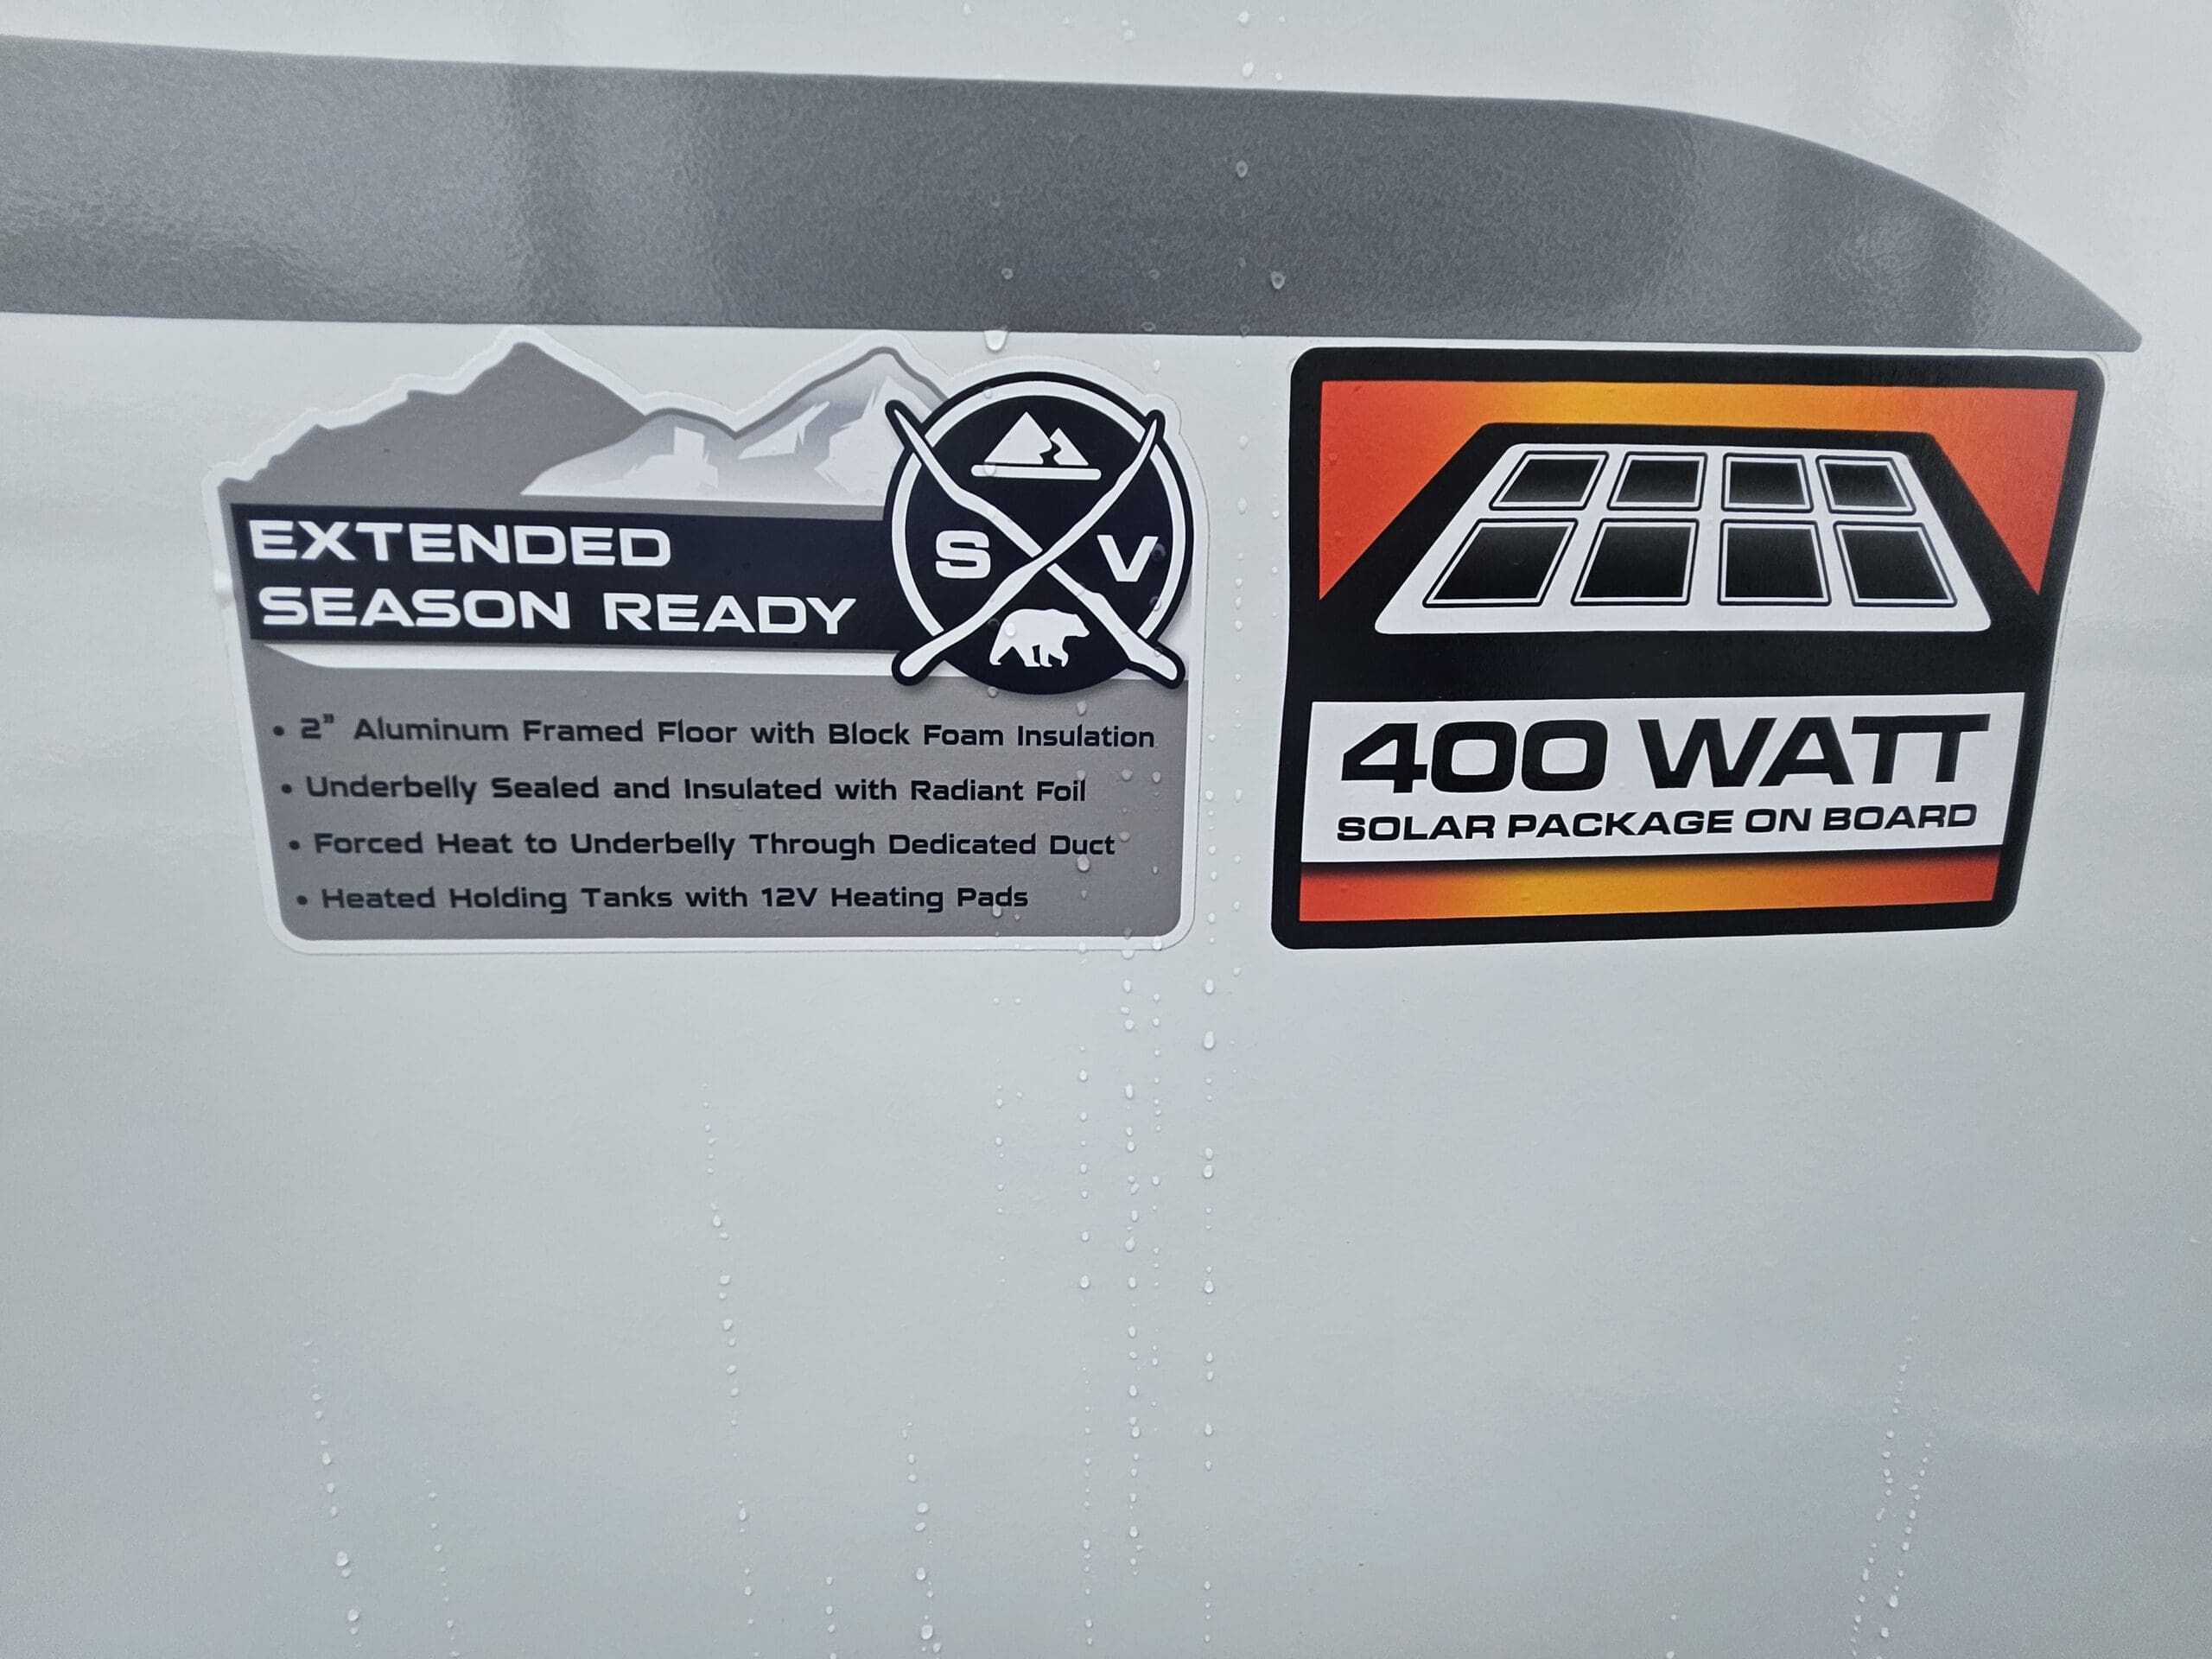 EXTENDED
SEASON READY
S V
• 2” Aluminum Framed Floor with Block Foam Insulation
• Underbelly Sealed and Insulated with Radiant Foil
• Forced Heat to Underbelly Through Dedicated Duct
• Heated Holding Tanks with 12V Heating Pads
400 WATT
SOLAR PACKAGE ON BOARD